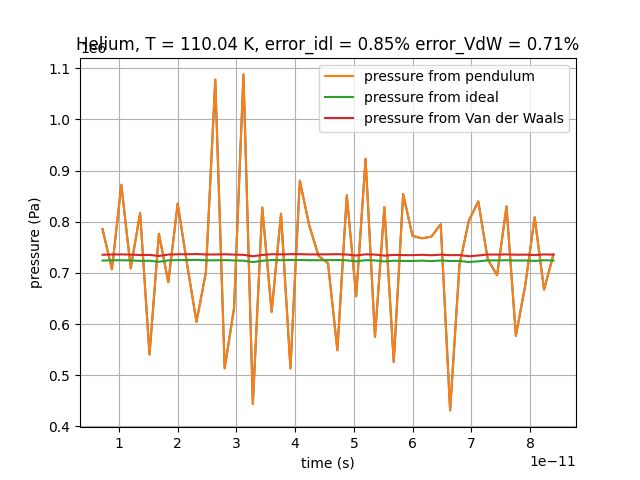 Helium, T = 110.04 K, error_idl = 0.85% error_VdW = 0.71%
1e6
pressure from pendulum
pressure from ideal
pressure from Van der Waals
1.1
1.0
0.9
0.8
0.7
0.6
0.5
0.4
pressure (Pa)
1 2 3 4 5 6 7 8
1e−11
time (s)